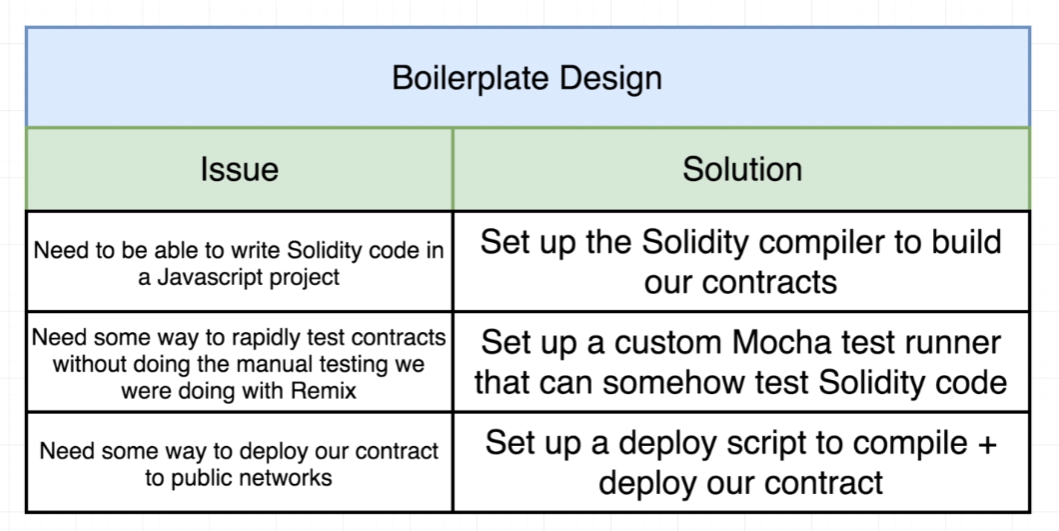 Boilerplate Design
Issue
Solution
Need to be able to write Solidity code in
a Javascript project
Set up the Solidity compiler to build
our contracts
Need some way to rapidly test contracts
without doing the manual testing we
were doing with Remix
Set up a custom Mocha test runner
that can somehow test Solidity code
Need some way to deploy our contract
to public networks
Set up a deploy script to compile +
deploy our contract